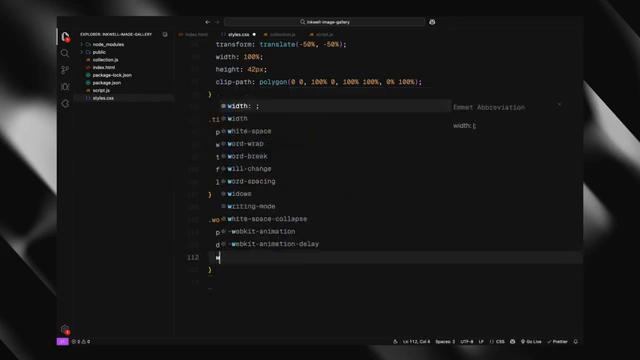 inkwell-image-gallery
EXPLORER: INKWELL-IMAGE-GALLERY
node_modules
public
collection.js
index.html
package-lock.json
package.json
script.js
styles.css
index.html
styles.css
collection.js
script.js
transform: translate(-50%, -50%);
width: 100%;
height: 42px;
clip-path: polygon(0 0, 100% 0, 100% 100%, 0% 100%);
}
width: ;
Emmet Abbreviation
width
width: |;
.ti
p
white-space
w
word-wrap
t
word-break
f
will-change
l
word-spacing
}
widows
writing-mode
.wo
white-space-collapse
p
-webkit-animation
d
-webkit-animation-delay
112
w
}
0
0
Ln 112, Col 4
Spaces: 3
UTF-8
LF
{} CSS
Go Live
Prettier